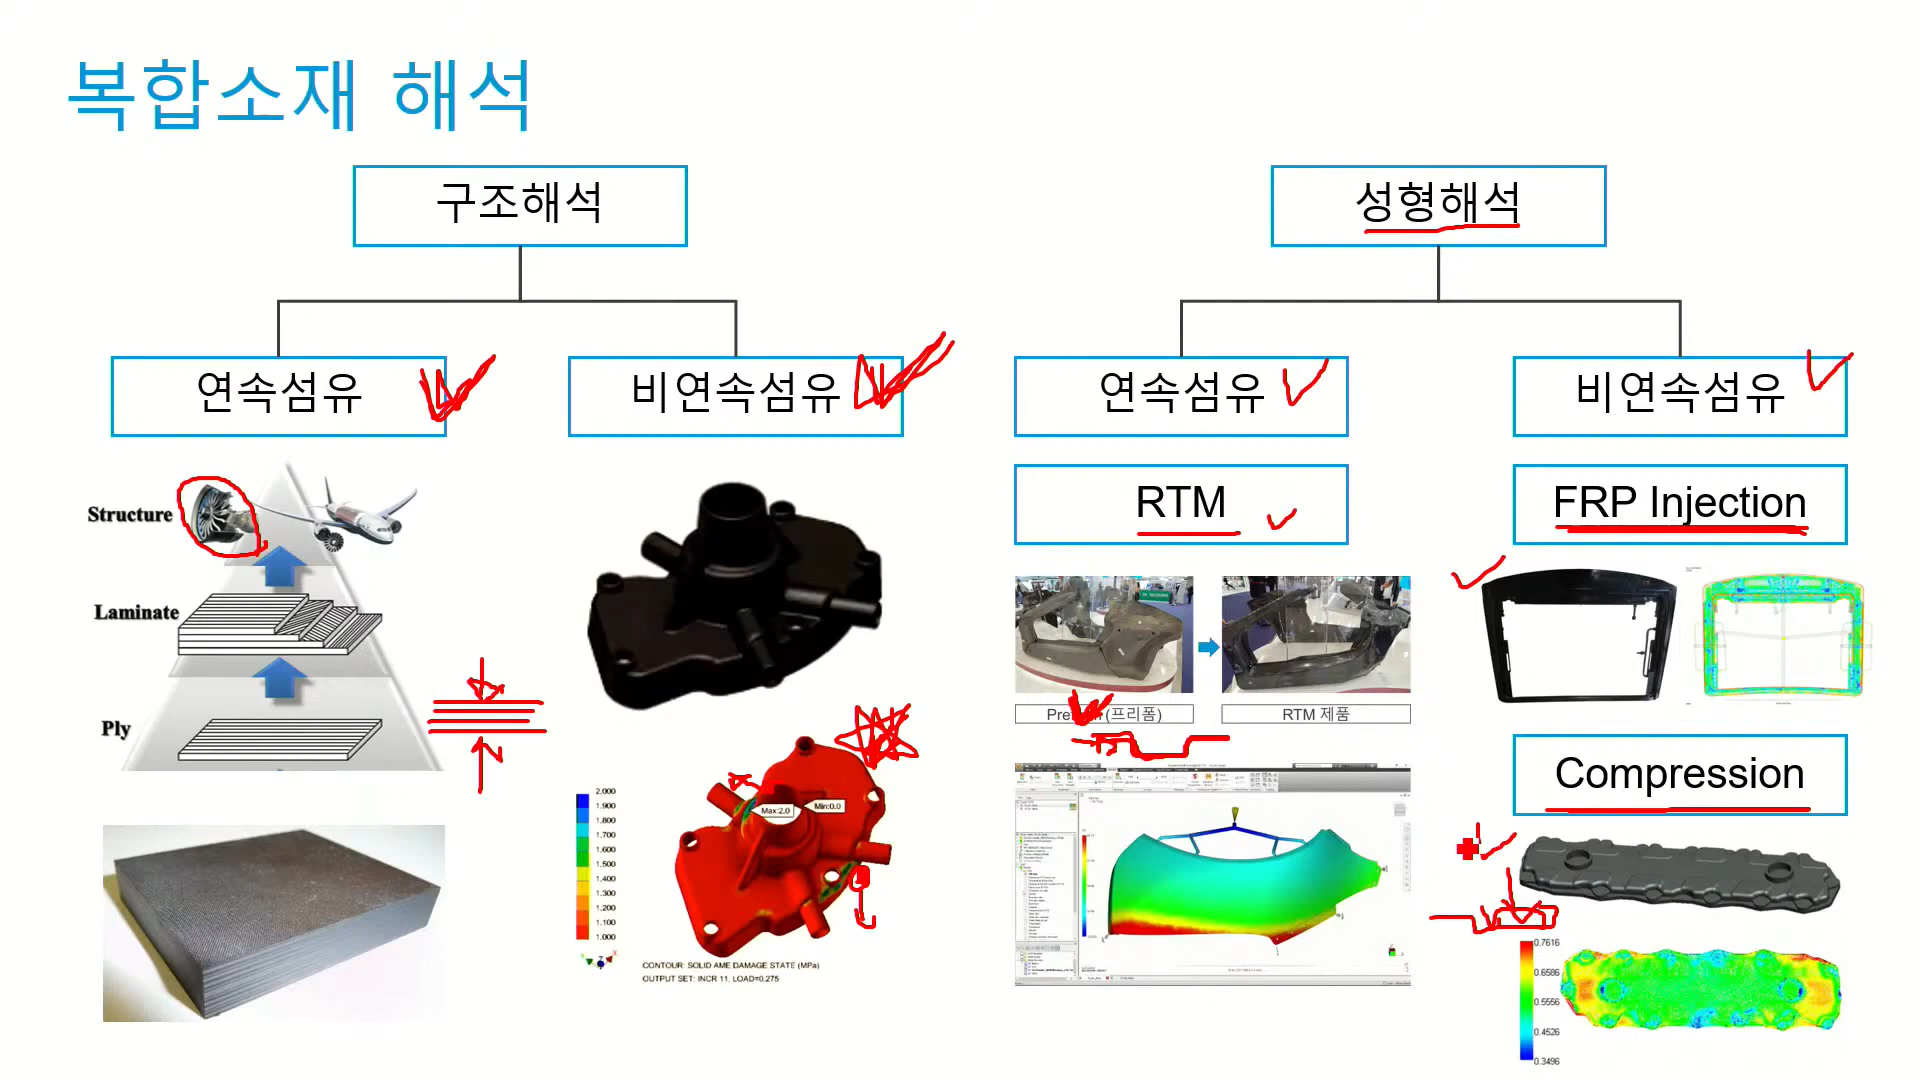 복합소재 해석
구조해석
성형해석
연속섬유
비연속섬유
연속섬유
비연속섬유
RTM
FRP Injection
Structure
Laminate
Ply
(프리폼)
RTM 제품
Compression
Max:2.0
Min:0.0
2.000
1.900
1.800
1.700
1.600
1.500
1.400
1.300
1.200
1.100
1.000
CONTOUR: SOLID AME DAMAGE STATE (MPa)
OUTPUT SET: INCR 11, LOAD=0.275
0.7616
0.6586
0.5556
0.4526
0.3496